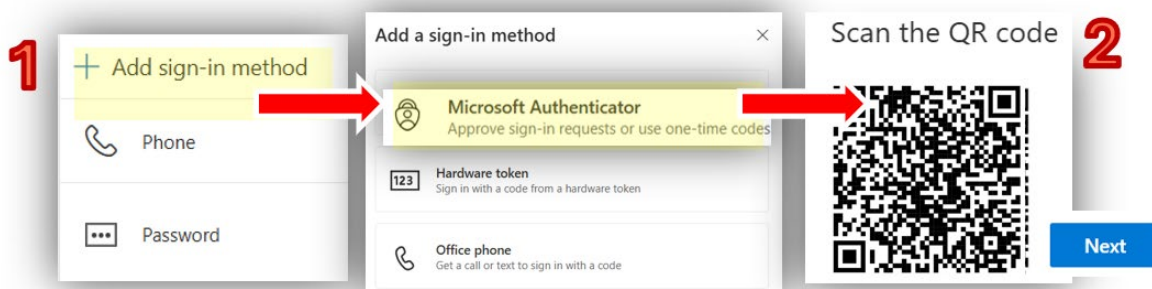 1
+ Add sign-in method
Phone
Password
Add a sign-in method
Microsoft Authenticator
Approve sign-in requests or use one-time codes
123
Hardware token
Sign in with a code from a hardware token
Office phone
Get a call or text to sign in with a code
Scan the QR code
2
Next